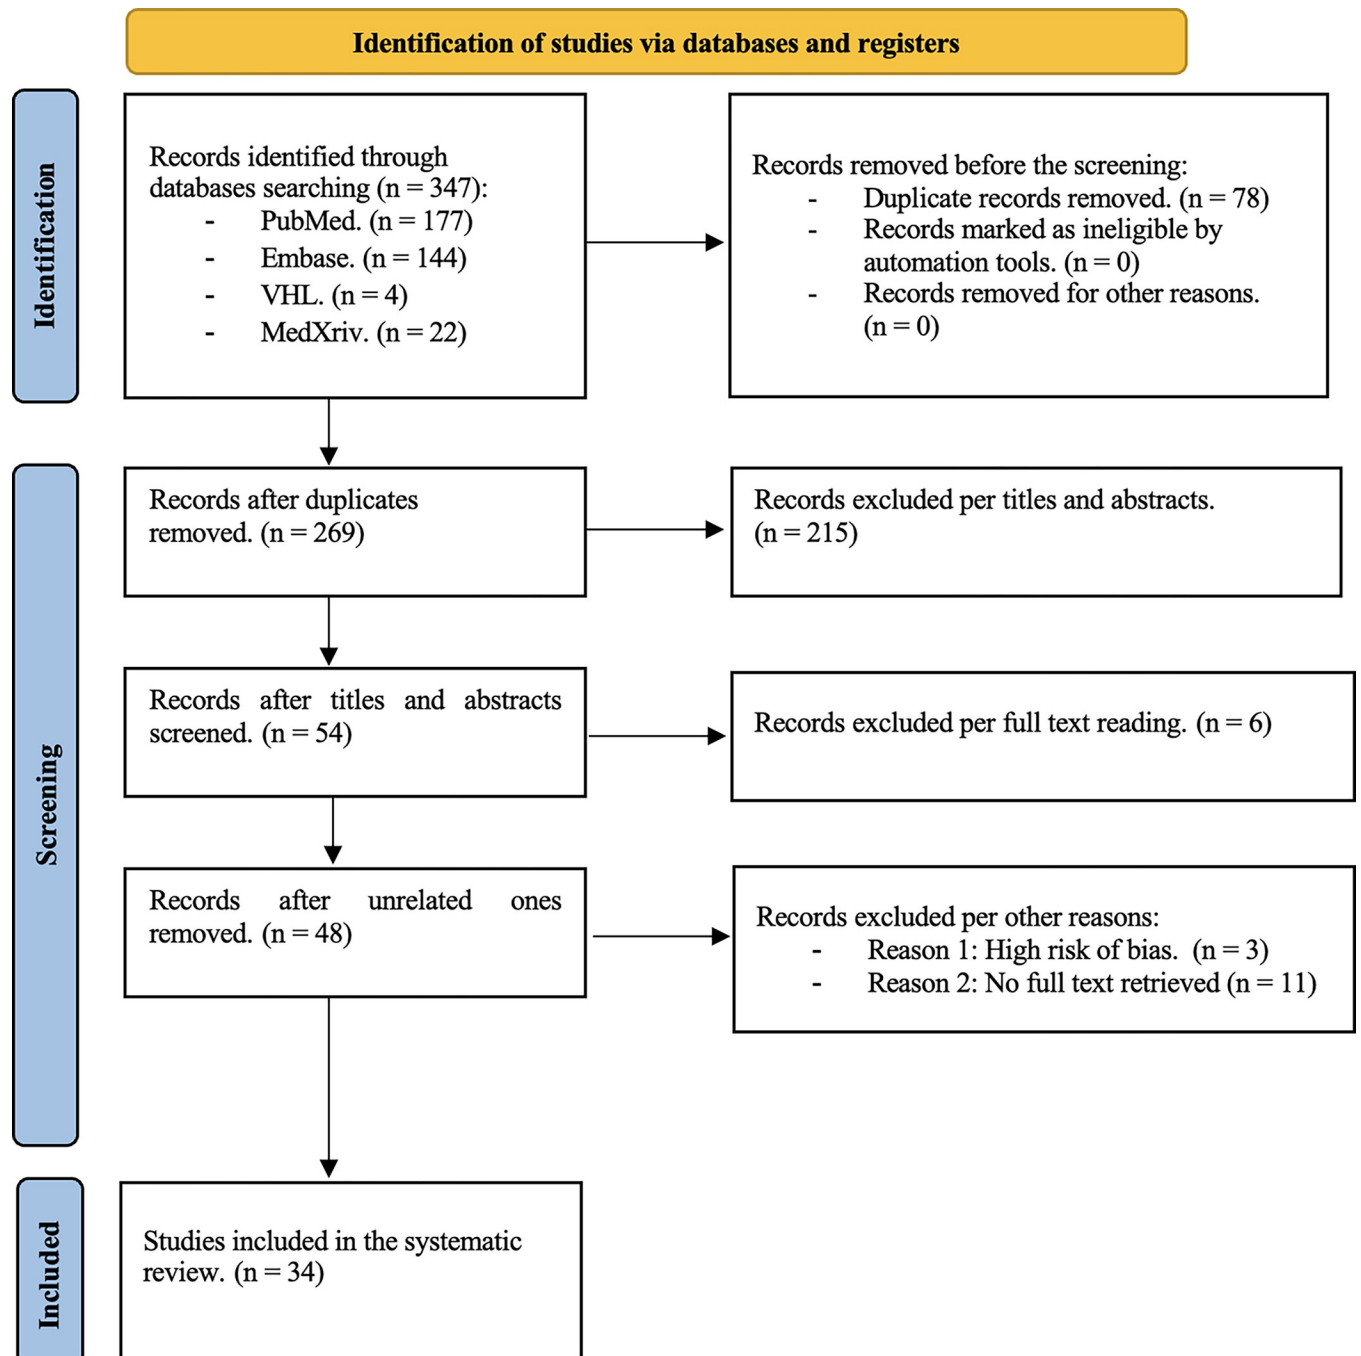 Identification of studies via databases and registers
Identification
Records identified through
databases searching (n = 347):
- PubMed. (n = 177)
- Embase. (n = 144)
- VHL. (n = 4)
- MedXriv. (n = 22)
Records removed before the screening:
- Duplicate records removed. (n = 78)
- Records marked as ineligible by
automation tools. (n = 0)
- Records removed for other reasons.
(n = 0)
Screening
Records after duplicates
removed. (n = 269)
Records excluded per titles and abstracts.
(n = 215)
Records after titles and abstracts
screened. (n = 54)
Records excluded per full text reading. (n = 6)
Records after unrelated ones
removed. (n = 48)
Records excluded per other reasons:
- Reason 1: High risk of bias. (n = 3)
- Reason 2: No full text retrieved (n = 11)
Included
Studies included in the systematic
review. (n = 34)